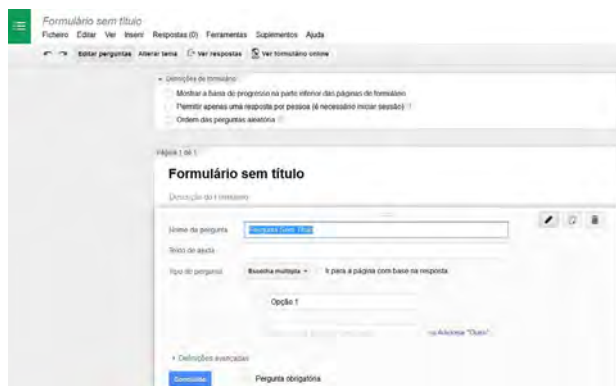 Formulário sem título
Ficheiro Editar Ver Inserir Respostas (0) Ferramentas Suplementos Ajuda
Editar perguntas Alterar tema Ver respostas Ver formulário online
Definições do formulário
Mostrar a barra de progresso na parte inferior das páginas do formulário
Permitir apenas uma resposta por pessoa (é necessário iniciar sessão)
Ordem das perguntas aleatória
Página 1 de 1
Formulário sem título
Descrição do Formulário
Nome da pergunta Pergunta Sem Título
Texto de ajuda
Tipo de pergunta Escolha múltipla Ir para a página com base na resposta
Opção 1
ou Adicionar "Outro"
Definições avançadas
Concluído Pergunta obrigatória